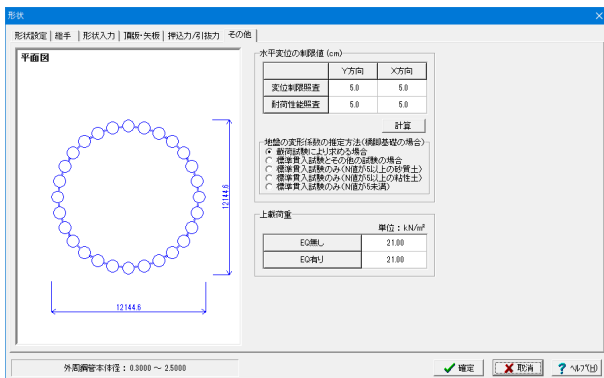 形状
形状設定 継手 形状入力 頂版・矢板 押込力/引抜力 その他
平面図
12144.6
12144.6
水平変位の制限値(cm)
Y方向 X方向
変位制限照査 5.0 5.0
耐荷性能照査 5.0 5.0
計算
地盤の変形係数の推定方法(橋脚基礎の場合)
載荷試験により求める場合
標準貫入試験とその他の試験の場合
標準貫入試験のみ(N値が5以上の砂質土)
標準貫入試験のみ(N値が5以上の粘性土)
標準貫入試験のみ(N値が5未満)
上載荷重
単位：kN/m²
EQ無し 21.00
EQ有り 21.00
外周鋼管本体径：0.3000 ～ 2.5000
確定 取消 ? ヘルプ(H)